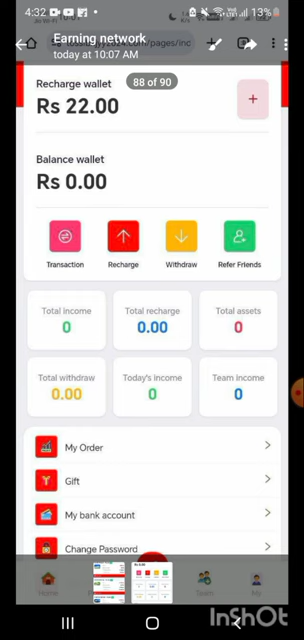 4:32
13%
Earning network
today at 10:07 AM
88 of 90
Recharge wallet
Rs 22.00
+
Balance wallet
Rs 0.00
Transaction Recharge Withdraw Refer Friends
Total income Total recharge Total assets
0 0.00 0
Total withdraw Today's income Team income
0.00 0 0
My Order
Gift
My bank account
Change Password
Home Team My
InShOt